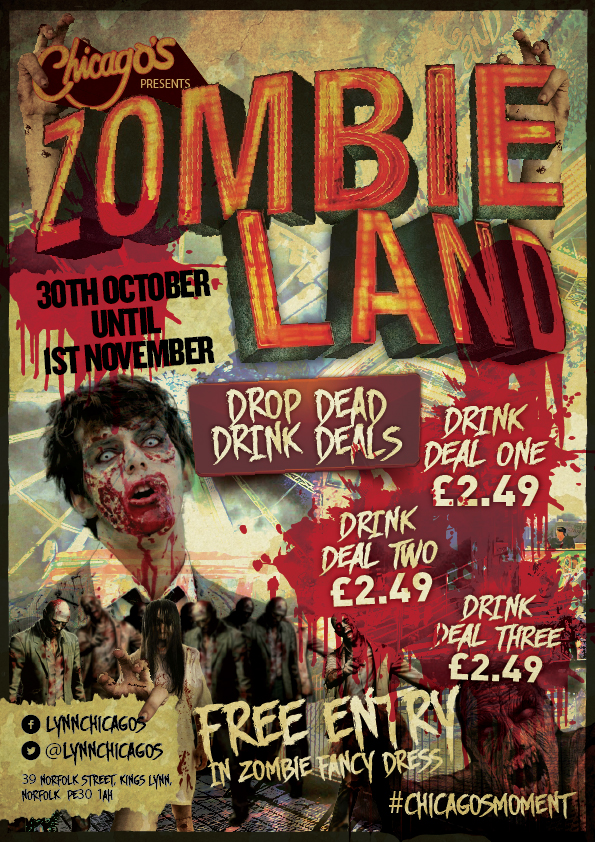 Chicago's
PRESENTS
ZOMBIE
LAND
30TH OCTOBER
UNTIL
1ST NOVEMBER
DROP DEAD
DRINK DEALS
DRINK
DEAL ONE
£2.49
DRINK
DEAL TWO
£2.49
DRINK
DEAL THREE
£2.49
FREE ENTRY
IN ZOMBIE FANCY DRESS
LYNNCHICAGOS
@LYNNCHICAGOS
39 NORFOLK STREET, KINGS LYNN,
NORFOLK PE30 1AH
#CHICAGOSMOMENT